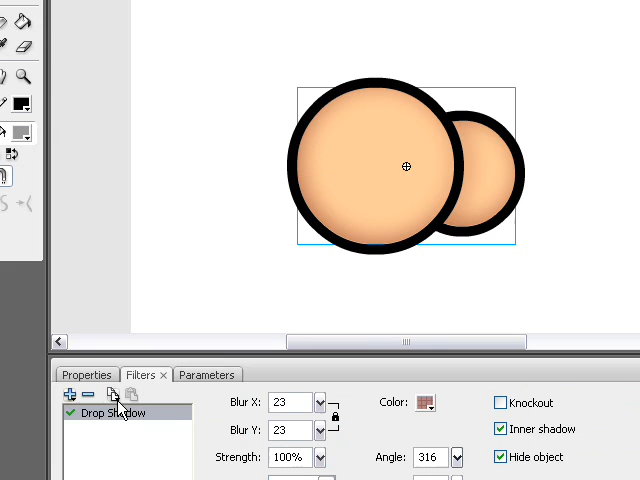 Properties Filters × Parameters
Drop Shadow
Blur X: 23 Color: Knockout
Blur Y: 23 Inner shadow
Strength: 100% Angle: 316 Hide object